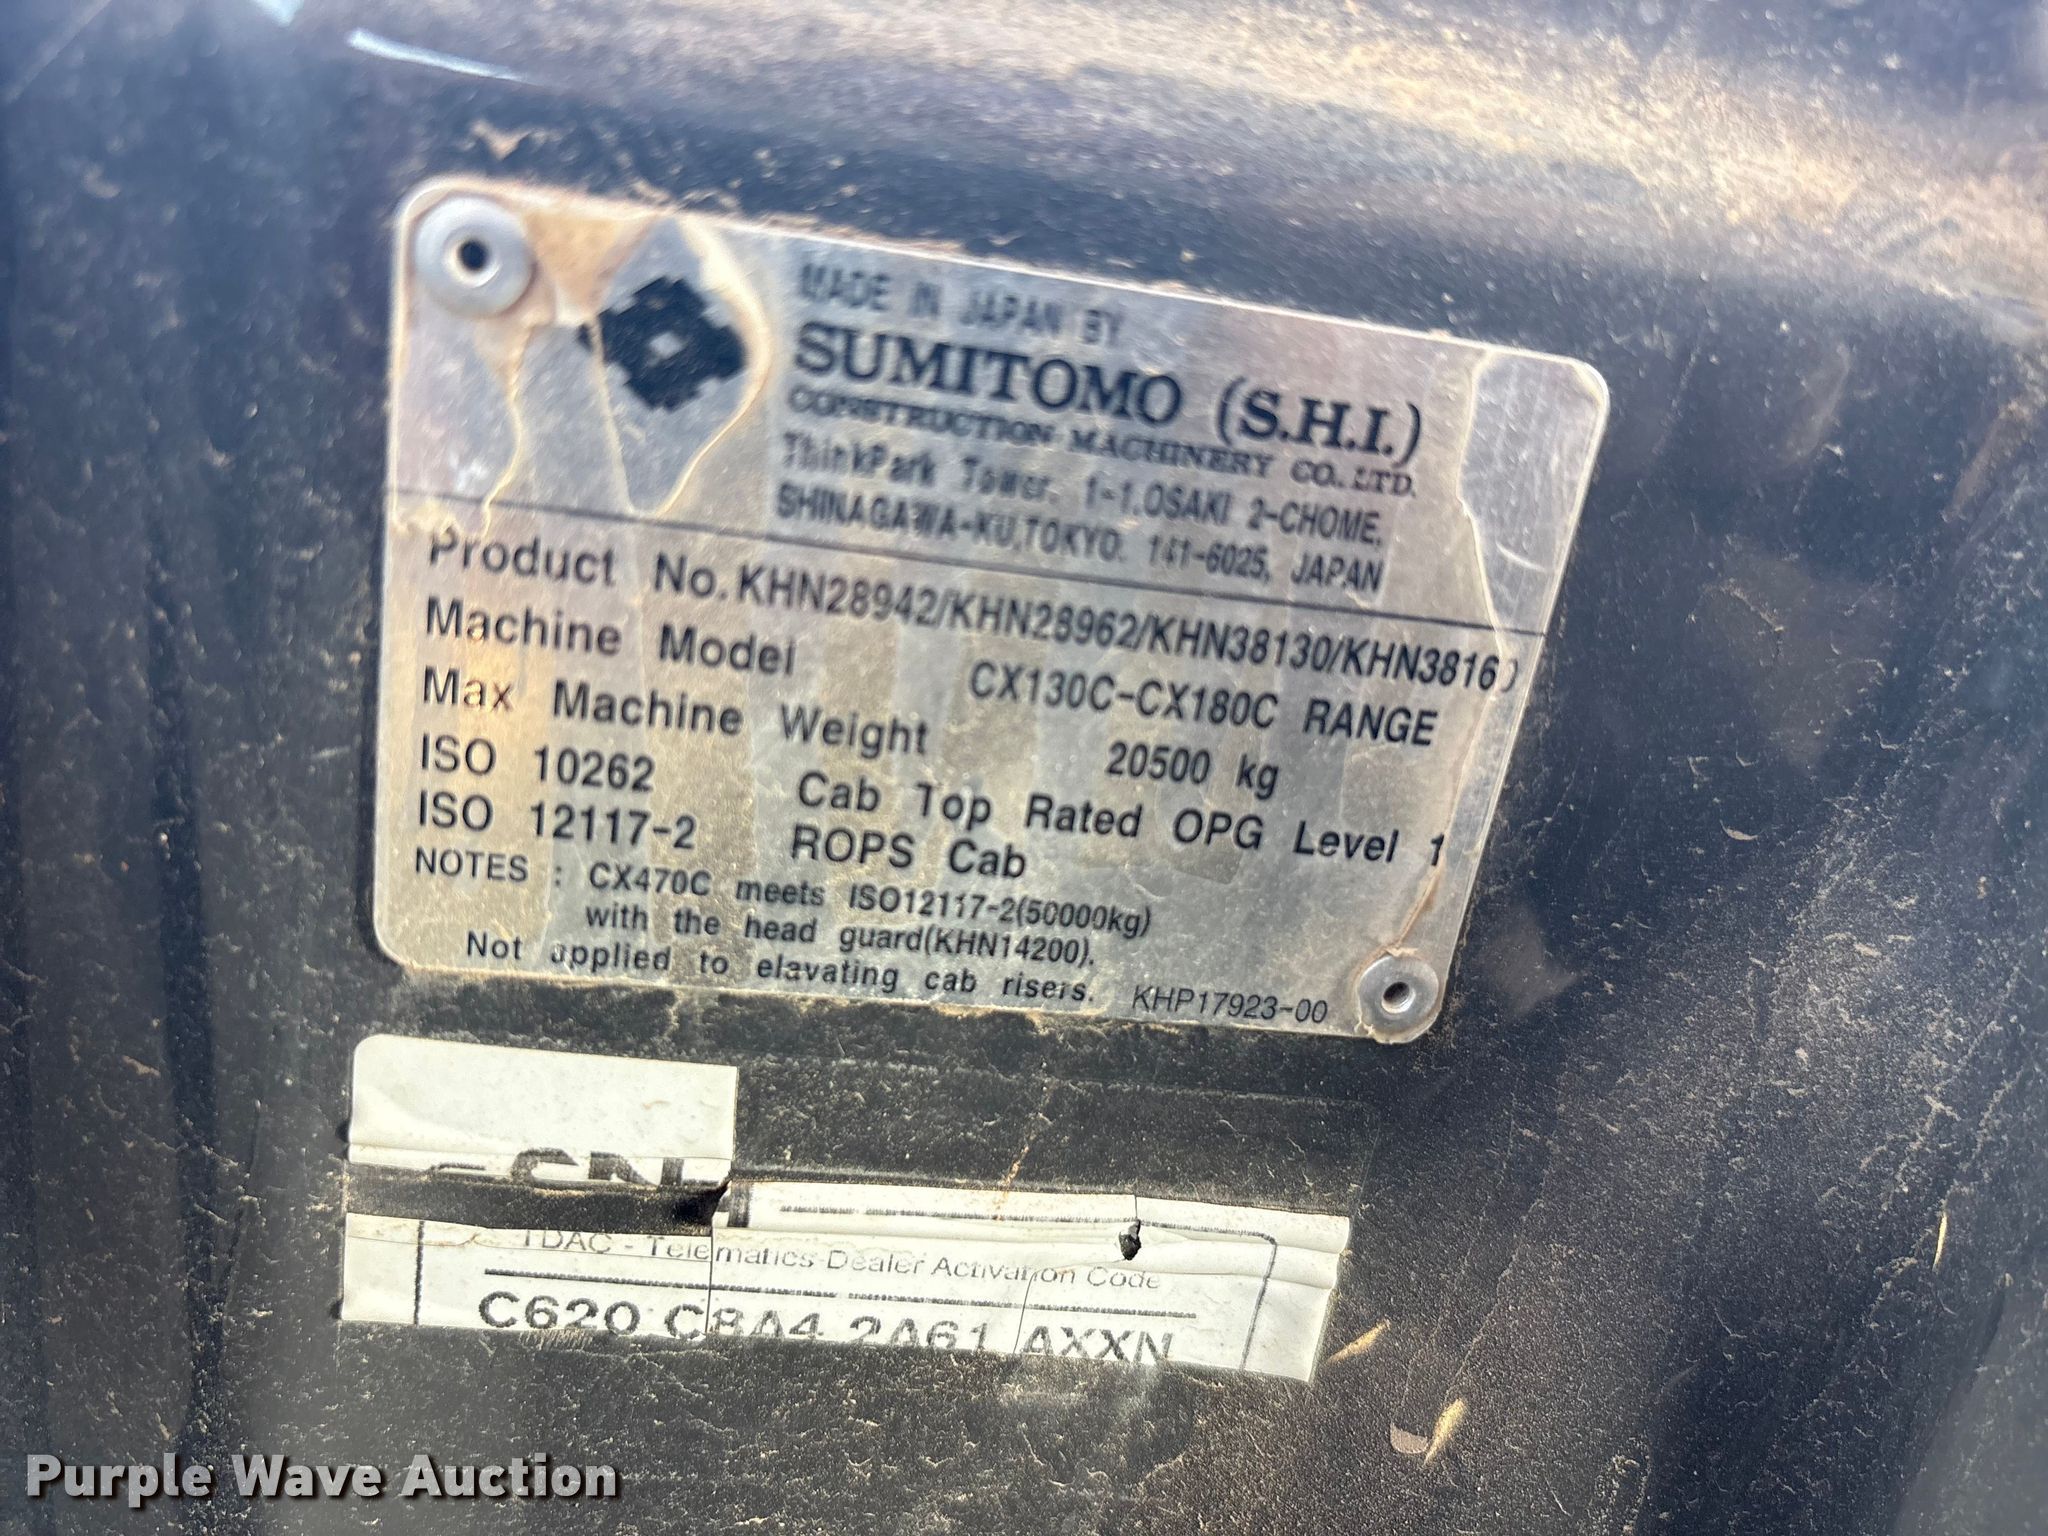 MADE IN JAPAN BY
SUMITOMO (S.H.I.)
CONSTRUCTION MACHINERY CO., LTD.
ThinkPark Tower, 1-1,OSAKI 2-CHOME,
SHINAGAWA-KU,TOKYO. 141-6025, JAPAN
Product No.KHN28942/KHN28962/KHN38130/KHN38160
Machine Model CX130C-CX180C RANGE
Max Machine Weight 20500 kg
ISO 10262 Cab Top Rated OPG Level 1
ISO 12117-2 ROPS Cab
NOTES : CX470C meets ISO12117-2(50000kg)
with the head guard(KHN14200).
Not applied to elavating cab risers. KHP17923-00
TDAC - Telematics Dealer Activation Code
C620 C8A4 2A61 AXXN
Purple Wave Auction